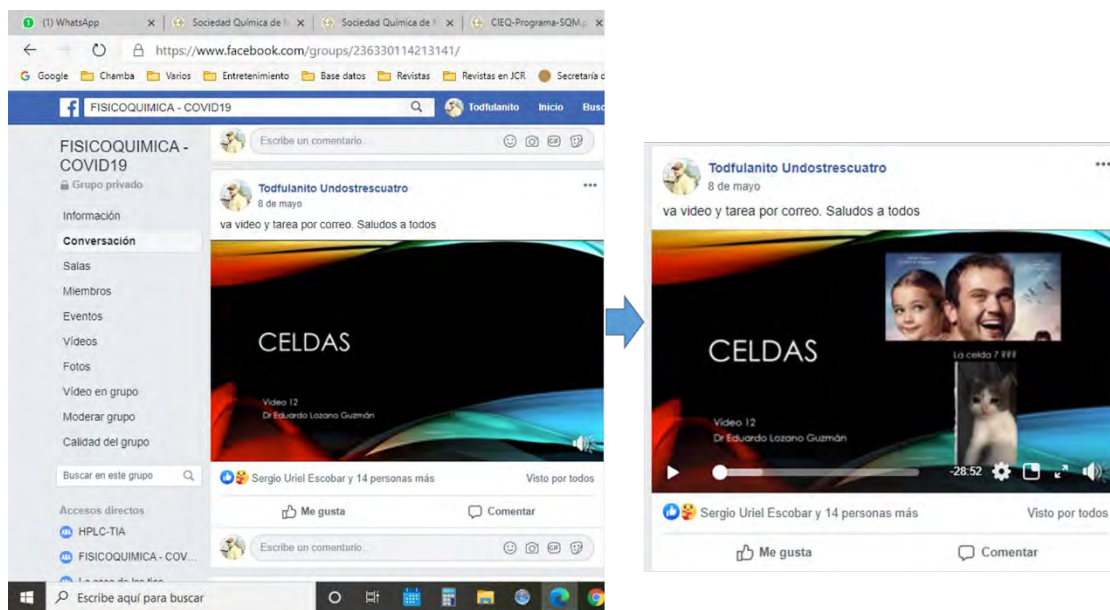 (1) WhatsApp
Sociedad Química de
Sociedad Química de
CIEQ-Programa-SQM.p
https://www.facebook.com/groups/236330114213141/
Google Chamba Varios Entretenimiento Base datos Revistas Revistas en JCR Secretaría d
FISICOQUIMICA - COVID19
Todfulanito Inicio Busc
FISICOQUIMICA -
COVID19
Grupo privado
Información
Conversación
Salas
Miembros
Eventos
Vídeos
Fotos
Vídeo en grupo
Moderar grupo
Calidad del grupo
Buscar en este grupo
Accesos directos
HPLC-TIA
FISICOQUIMICA - COV...
Escribe un comentario...
GIF
Todfulanito Undostrescuatro
8 de mayo
va video y tarea por correo. Saludos a todos
CELDAS
Video 12
Dr Eduardo Lozano Guzmán
Sergio Uriel Escobar y 14 personas más
Visto por todos
Me gusta
Comentar
Escribe un comentario...
GIF
Escribe aquí para buscar
Todfulanito Undostrescuatro
8 de mayo
va video y tarea por correo. Saludos a todos
CELDAS
La celda 7 ???
Video 12
Dr Eduardo Lozano Guzmán
-28:52
Sergio Uriel Escobar y 14 personas más
Visto por todos
Me gusta
Comentar